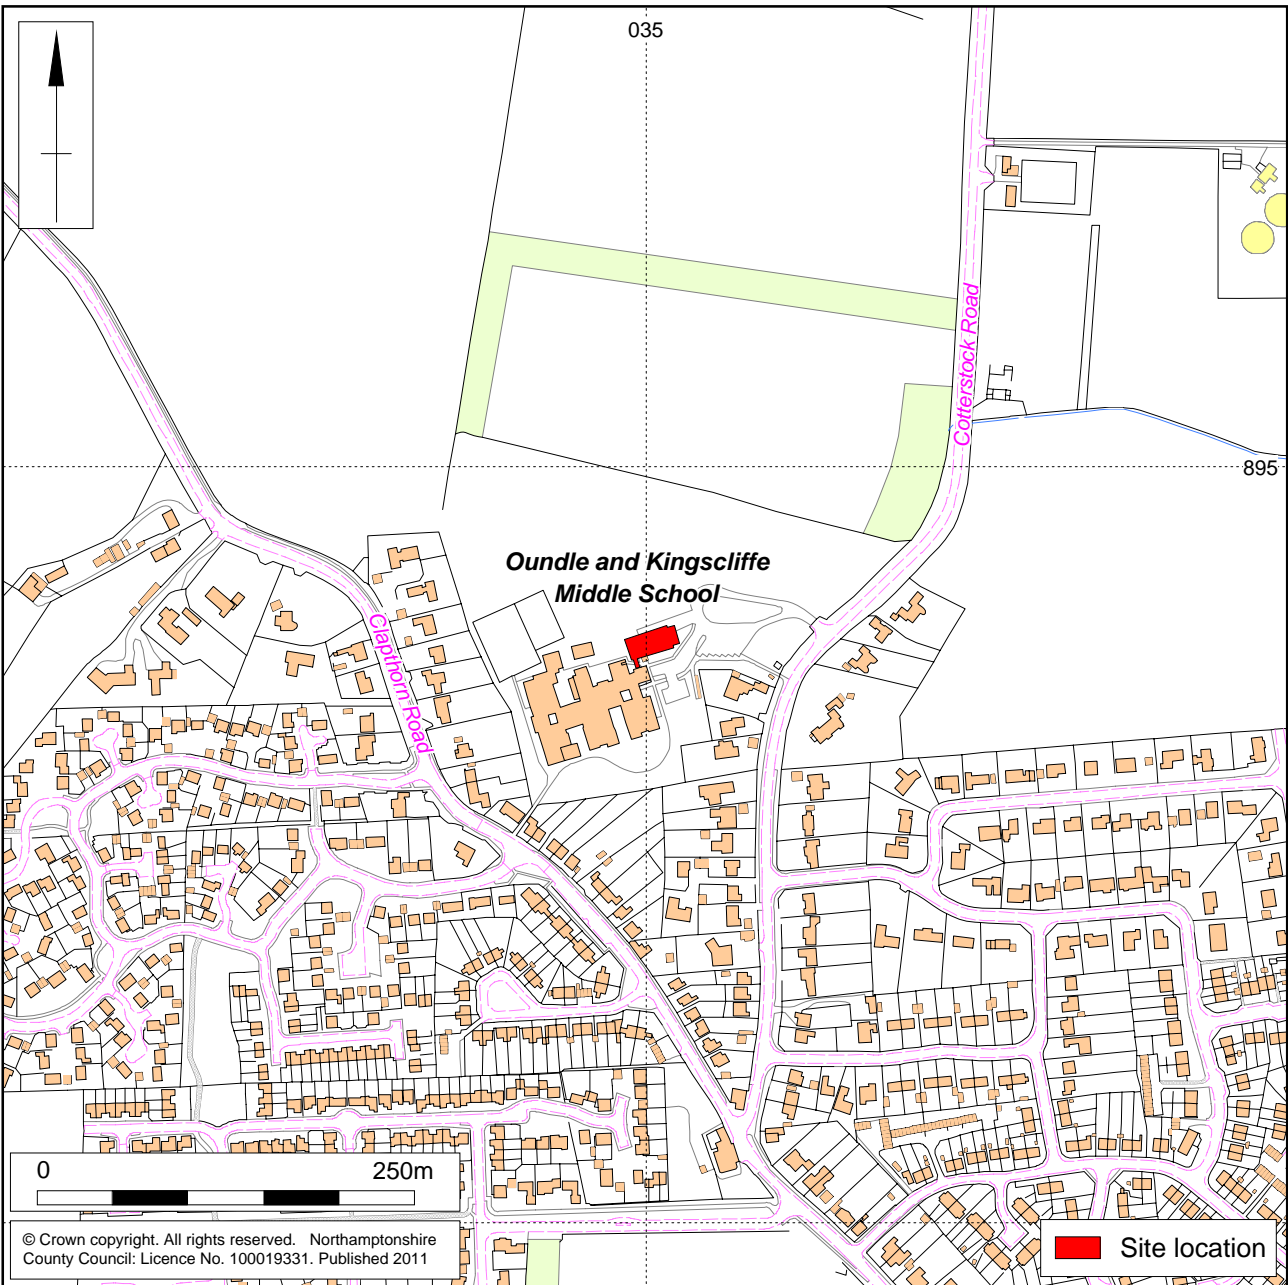 035
Cotterstock Road
895
Oundle and Kingscliffe
Middle School
Clapthorn Road
0 250m
© Crown copyright. All rights reserved. Northamptonshire
County Council: Licence No. 100019331. Published 2011
Site location